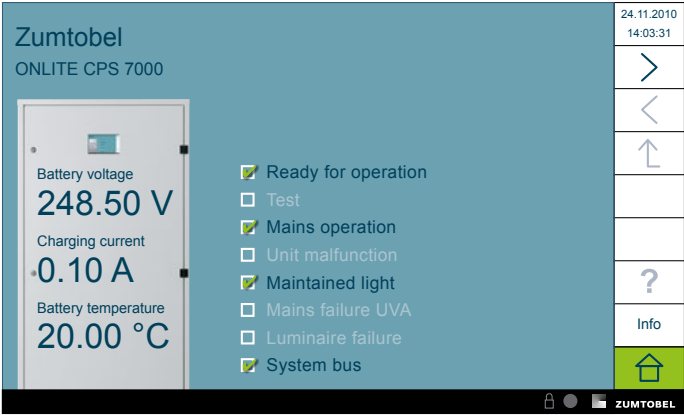 Zumtobel
ONLITE CPS 7000
Battery voltage
248.50 V
Charging current
0.10 A
Battery temperature
20.00 °C
Ready for operation
Test
Mains operation
Unit malfunction
Maintained light
Mains failure UVA
Luminaire failure
System bus
24.11.2010
14:03:31
?
Info
ZUMTOBEL